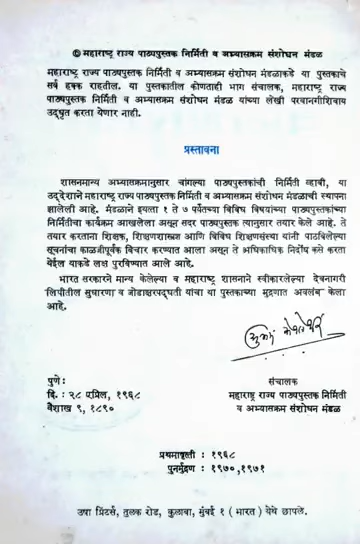 © महाराष्ट्र राज्य पाठ्यपुस्तक निर्मिती व अभ्यासक्रम संशोधन मंडळ
महाराष्ट्र राज्य पाठ्यपुस्तक निर्मिती व अभ्यासक्रम संशोधन मंडळाकडे या पुस्तकाचे
सर्व हक्क राहतील. या पुस्तकातील कोणताही भाग संचालक, महाराष्ट्र राज्य
पाठ्यपुस्तक निर्मिती व अभ्यासक्रम संशोधन मंडळ यांच्या लेखी परवानगीशिवाय
उद्धृत करता येणार नाही.
प्रस्तावना
शासनमान्य अभ्यासक्रमानुसार चांगल्या पाठ्यपुस्तकांची निर्मिती व्हावी, या
उद्देशाने महाराष्ट्र राज्य पाठ्यपुस्तक निर्मिती व अभ्यासक्रम संशोधन मंडळाची स्थापना
झालेली आहे. मंडळाने इयत्ता १ ते ७ पर्यंतच्या विविध विषयांच्या पाठ्यपुस्तकांच्या
निर्मितीचा कार्यक्रम आखलेला असून सदर पाठ्यपुस्तक त्यानुसार तयार केले आहे. ते
तयार करताना शिक्षक, शिक्षणशास्त्रज्ञ आणि विविध शिक्षणसंस्था यांनी पाठविलेल्या
सूचनांचा काळजीपूर्वक विचार करण्यात आला असून ते अधिकाधिक निर्दोष कसे करता
येईल याकडे लक्ष पुरविण्यात आले आहे.
भारत सरकारने मान्य केलेल्या व महाराष्ट्र शासनाने स्वीकारलेल्या देवनागरी
लिपीतील सुधारणा व जोडाक्षरपद्धती यांचा या पुस्तकाच्या मुद्रणात अवलंब केला
आहे.
पुणे :
दि. : २८ एप्रिल, १९६८
वैशाख ९, १८९०
संचालक
महाराष्ट्र राज्य पाठ्यपुस्तक निर्मिती
व अभ्यासक्रम संशोधन मंडळ
प्रथमावृत्ती : १९६८
पुनर्मुद्रण : १९७०,१९७१
उषा प्रिंटर्स, तुलक रोड, कुलाबा, मुंबई १ ( भारत ) येथे छापले.